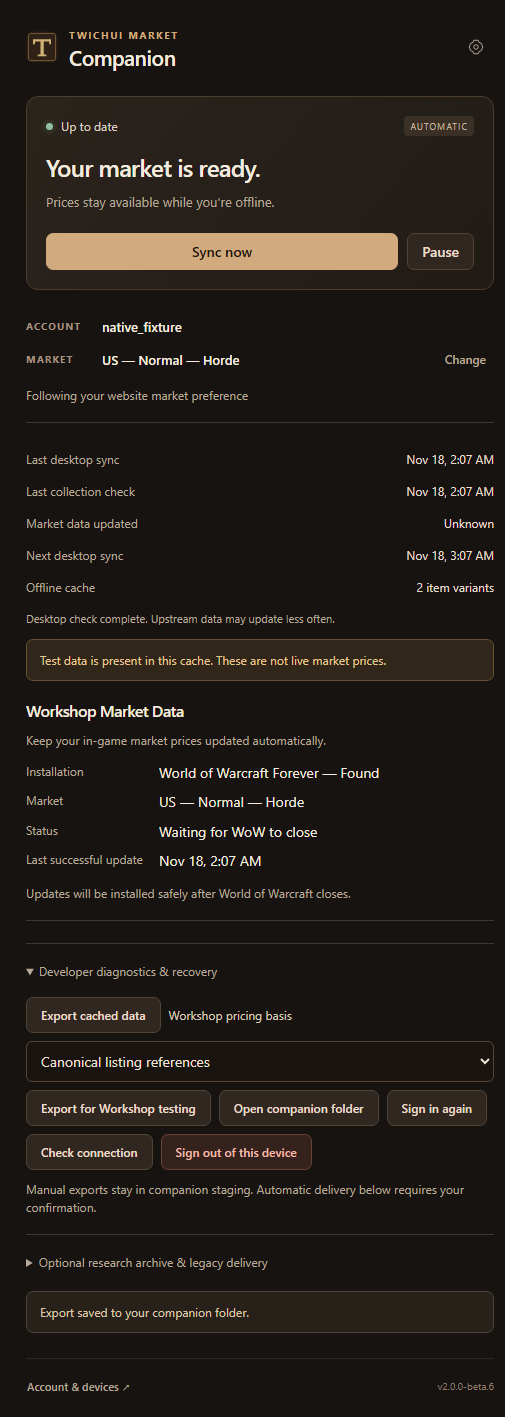 T
TWICHUI MARKET
Companion
Up to date
AUTOMATIC
Your market is ready.
Prices stay available while you're offline.
Sync now
Pause
ACCOUNT native_fixture
MARKET US — Normal — Horde Change
Following your website market preference
Last desktop sync Nov 18, 2:07 AM
Last collection check Nov 18, 2:07 AM
Market data updated Unknown
Next desktop sync Nov 18, 3:07 AM
Offline cache 2 item variants
Desktop check complete. Upstream data may update less often.
Test data is present in this cache. These are not live market prices.
Workshop Market Data
Keep your in-game market prices updated automatically.
Installation World of Warcraft Forever — Found
Market US — Normal — Horde
Status Waiting for WoW to close
Last successful update Nov 18, 2:07 AM
Updates will be installed safely after World of Warcraft closes.
▼ Developer diagnostics & recovery
Export cached data Workshop pricing basis
Canonical listing references
Export for Workshop testing Open companion folder Sign in again
Check connection Sign out of this device
Manual exports stay in companion staging. Automatic delivery below requires your
confirmation.
▶ Optional research archive & legacy delivery
Export saved to your companion folder.
Account & devices ↗ v2.0.0-beta.6